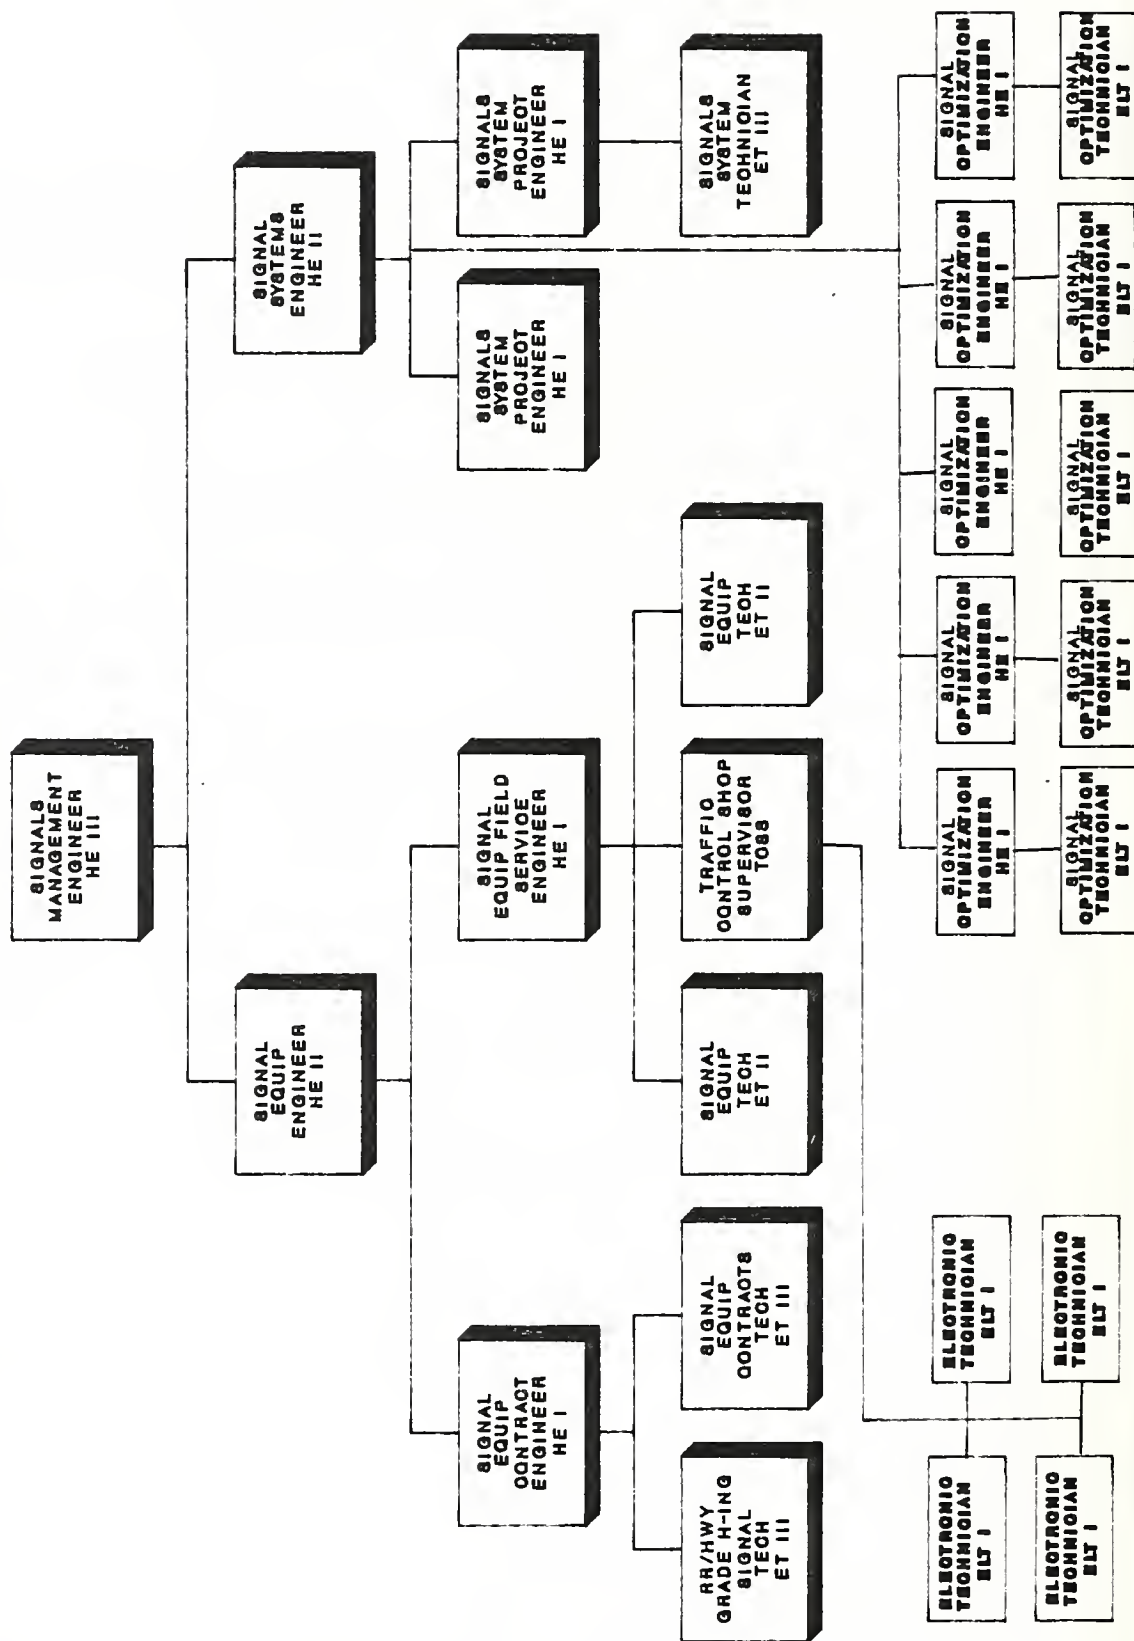 SIGNALS
MANAGEMENT
ENGINEER
HE III
SIGNAL
EQUIP
ENGINEER
HE II
SIGNAL
SYSTEMS
ENGINEER
HE II
SIGNAL
EQUIP
CONTRACT
ENGINEER
HE I
SIGNAL
EQUIP FIELD
SERVICE
ENGINEER
HE I
SIGNALS
SYSTEM
PROJECT
ENGINEER
HE I
SIGNALS
SYSTEM
PROJECT
ENGINEER
HE I
RR/HWY
GRADE X-ING
SIGNAL
TECH
ET III
SIGNAL
EQUIP
CONTRACTS
TECH
ET III
SIGNAL
EQUIP
TECH
ET II
TRAFFIC
CONTROL SHOP
SUPERVISOR
TCSS
SIGNAL
EQUIP
TECH
ET II
SIGNALS
SYSTEM
TECHNICIAN
ET III
ELECTRONIC
TECHNICIAN
ELT I
ELECTRONIC
TECHNICIAN
ELT I
SIGNAL
OPTIMIZATION
ENGINEER
HE I
SIGNAL
OPTIMIZATION
ENGINEER
HE I
SIGNAL
OPTIMIZATION
ENGINEER
HE I
SIGNAL
OPTIMIZATION
ENGINEER
HE I
SIGNAL
OPTIMIZATION
ENGINEER
HE I
ELECTRONIC
TECHNICIAN
ELT I
ELECTRONIC
TECHNICIAN
ELT I
SIGNAL
OPTIMIZATION
TECHNICIAN
ELT I
SIGNAL
OPTIMIZATION
TECHNICIAN
ELT I
SIGNAL
OPTIMIZATION
TECHNICIAN
ELT I
SIGNAL
OPTIMIZATION
TECHNICIAN
ELT I
SIGNAL
OPTIMIZATION
TECHNICIAN
ELT I